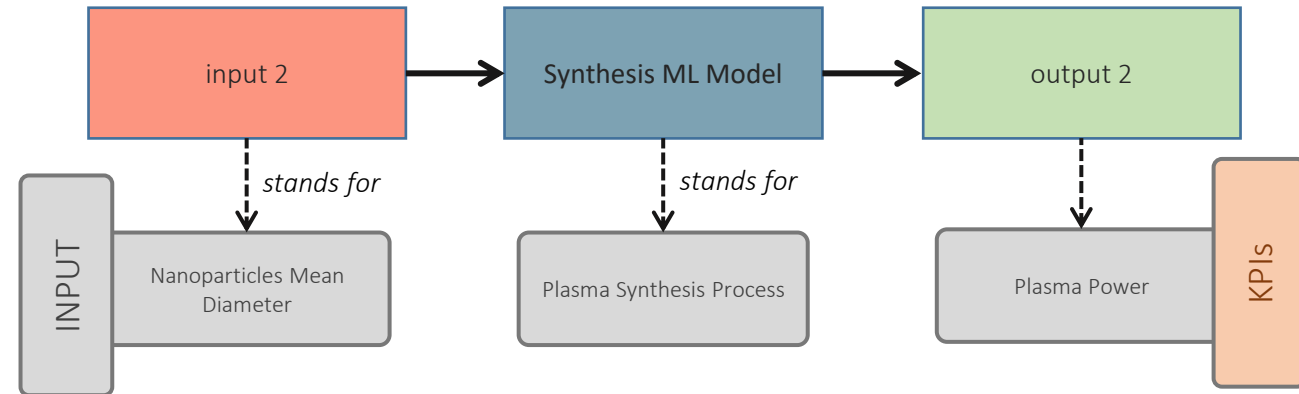 input 2
Synthesis ML Model
output 2
stands for
stands for
INPUT
Nanoparticles Mean
Diameter
Plasma Synthesis Process
Plasma Power
KPIs